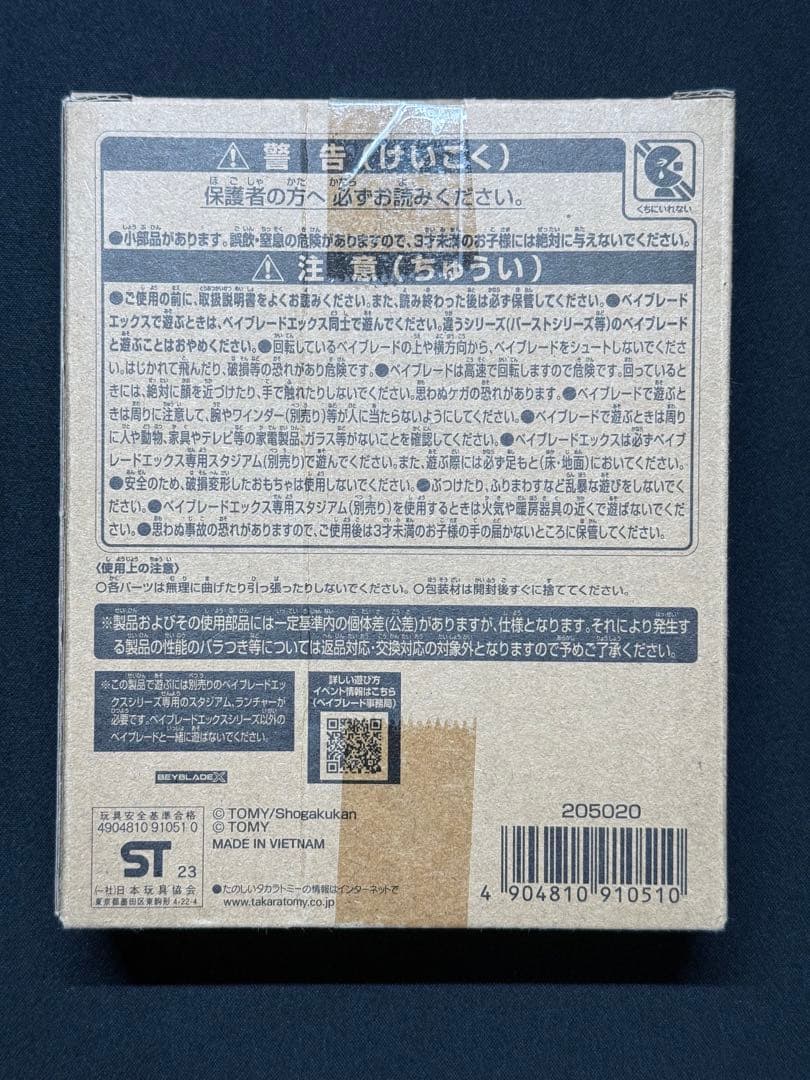 ⚠ 警告(けいこく)
保護者の方へ 必ずお読みください。
くちにいれない
●小部品があります。誤飲・窒息の危険がありますので、3才未満のお子様には絶対に与えないでください。
⚠ 注意(ちゅうい)
●ご使用の前に、取扱説明書をよくお読みください。また、読み終わった後は必ず保管してください。●ベイブレード
エックスで遊ぶときは、ベイブレードエックス同士で遊んでください。違うシリーズ(バーストシリーズ等)のベイブレード
と遊ぶことはおやめください。●回転しているベイブレードの上や横方向から、ベイブレードをシュートしないでくださ
い。はじかれて飛んだり、破損等の恐れがあり危険です。●ベイブレードは高速で回転しますので危険です。回っていると
きには、絶対に顔を近づけたり、手で触れたりしないでください。思わぬケガの恐れがあります。●ベイブレードで遊ぶと
きは周りに注意して、腕やワインダー(別売り)等が人に当たらないようにしてください。●ベイブレードで遊ぶときは周り
に人や動物、家具やテレビ等の家電製品、ガラス等がないことを確認してください。●ベイブレードエックスは必ずベイブ
レードエックス専用スタジアム(別売り)で遊んでください。また、遊ぶ際には必ず足もと(床・地面)においてください。
●安全のため、破損変形したおもちゃは使用しないでください。●ぶつけたり、ふりまわすなど乱暴な遊びをしないでく
ださい。●ベイブレードエックス専用スタジアム(別売り)を使用するときは火気や暖房器具の近くで遊ばないでくださ
い。●思わぬ事故の恐れがありますので、ご使用後は3才未満のお子様の手の届かないところに保管してください。
〈使用上の注意〉
○各パーツは無理に曲げたり引っ張ったりしないでください。○包装材は開封後すぐに捨ててください。
※製品およびその使用部品には一定基準内の個体差(公差)がありますが、仕様となります。それにより発生す
る製品の性能のバラつき等については返品対応・交換対応の対象外となりますので予めご了承ください。
※この製品で遊ぶには別売りのベイブレードエッ
クスシリーズ専用のスタジアム、ランチャーが
必要です。ベイブレードエックスシリーズ以外の
ベイブレードと一緒に遊ばないでください。
詳しい遊び方
イベント情報はこちら
(ベイブレード事務局)
BEYBLADE X
玩具安全基準合格
4904810 91051 0
ST 23
(一社)日本玩具協会
東京都墨田区東駒形 4-22-4
© TOMY/Shogakukan
© TOMY
MADE IN VIETNAM
●たのしいタカラトミーの情報はインターネットで
www.takaratomy.co.jp
205020
4 904810 910510